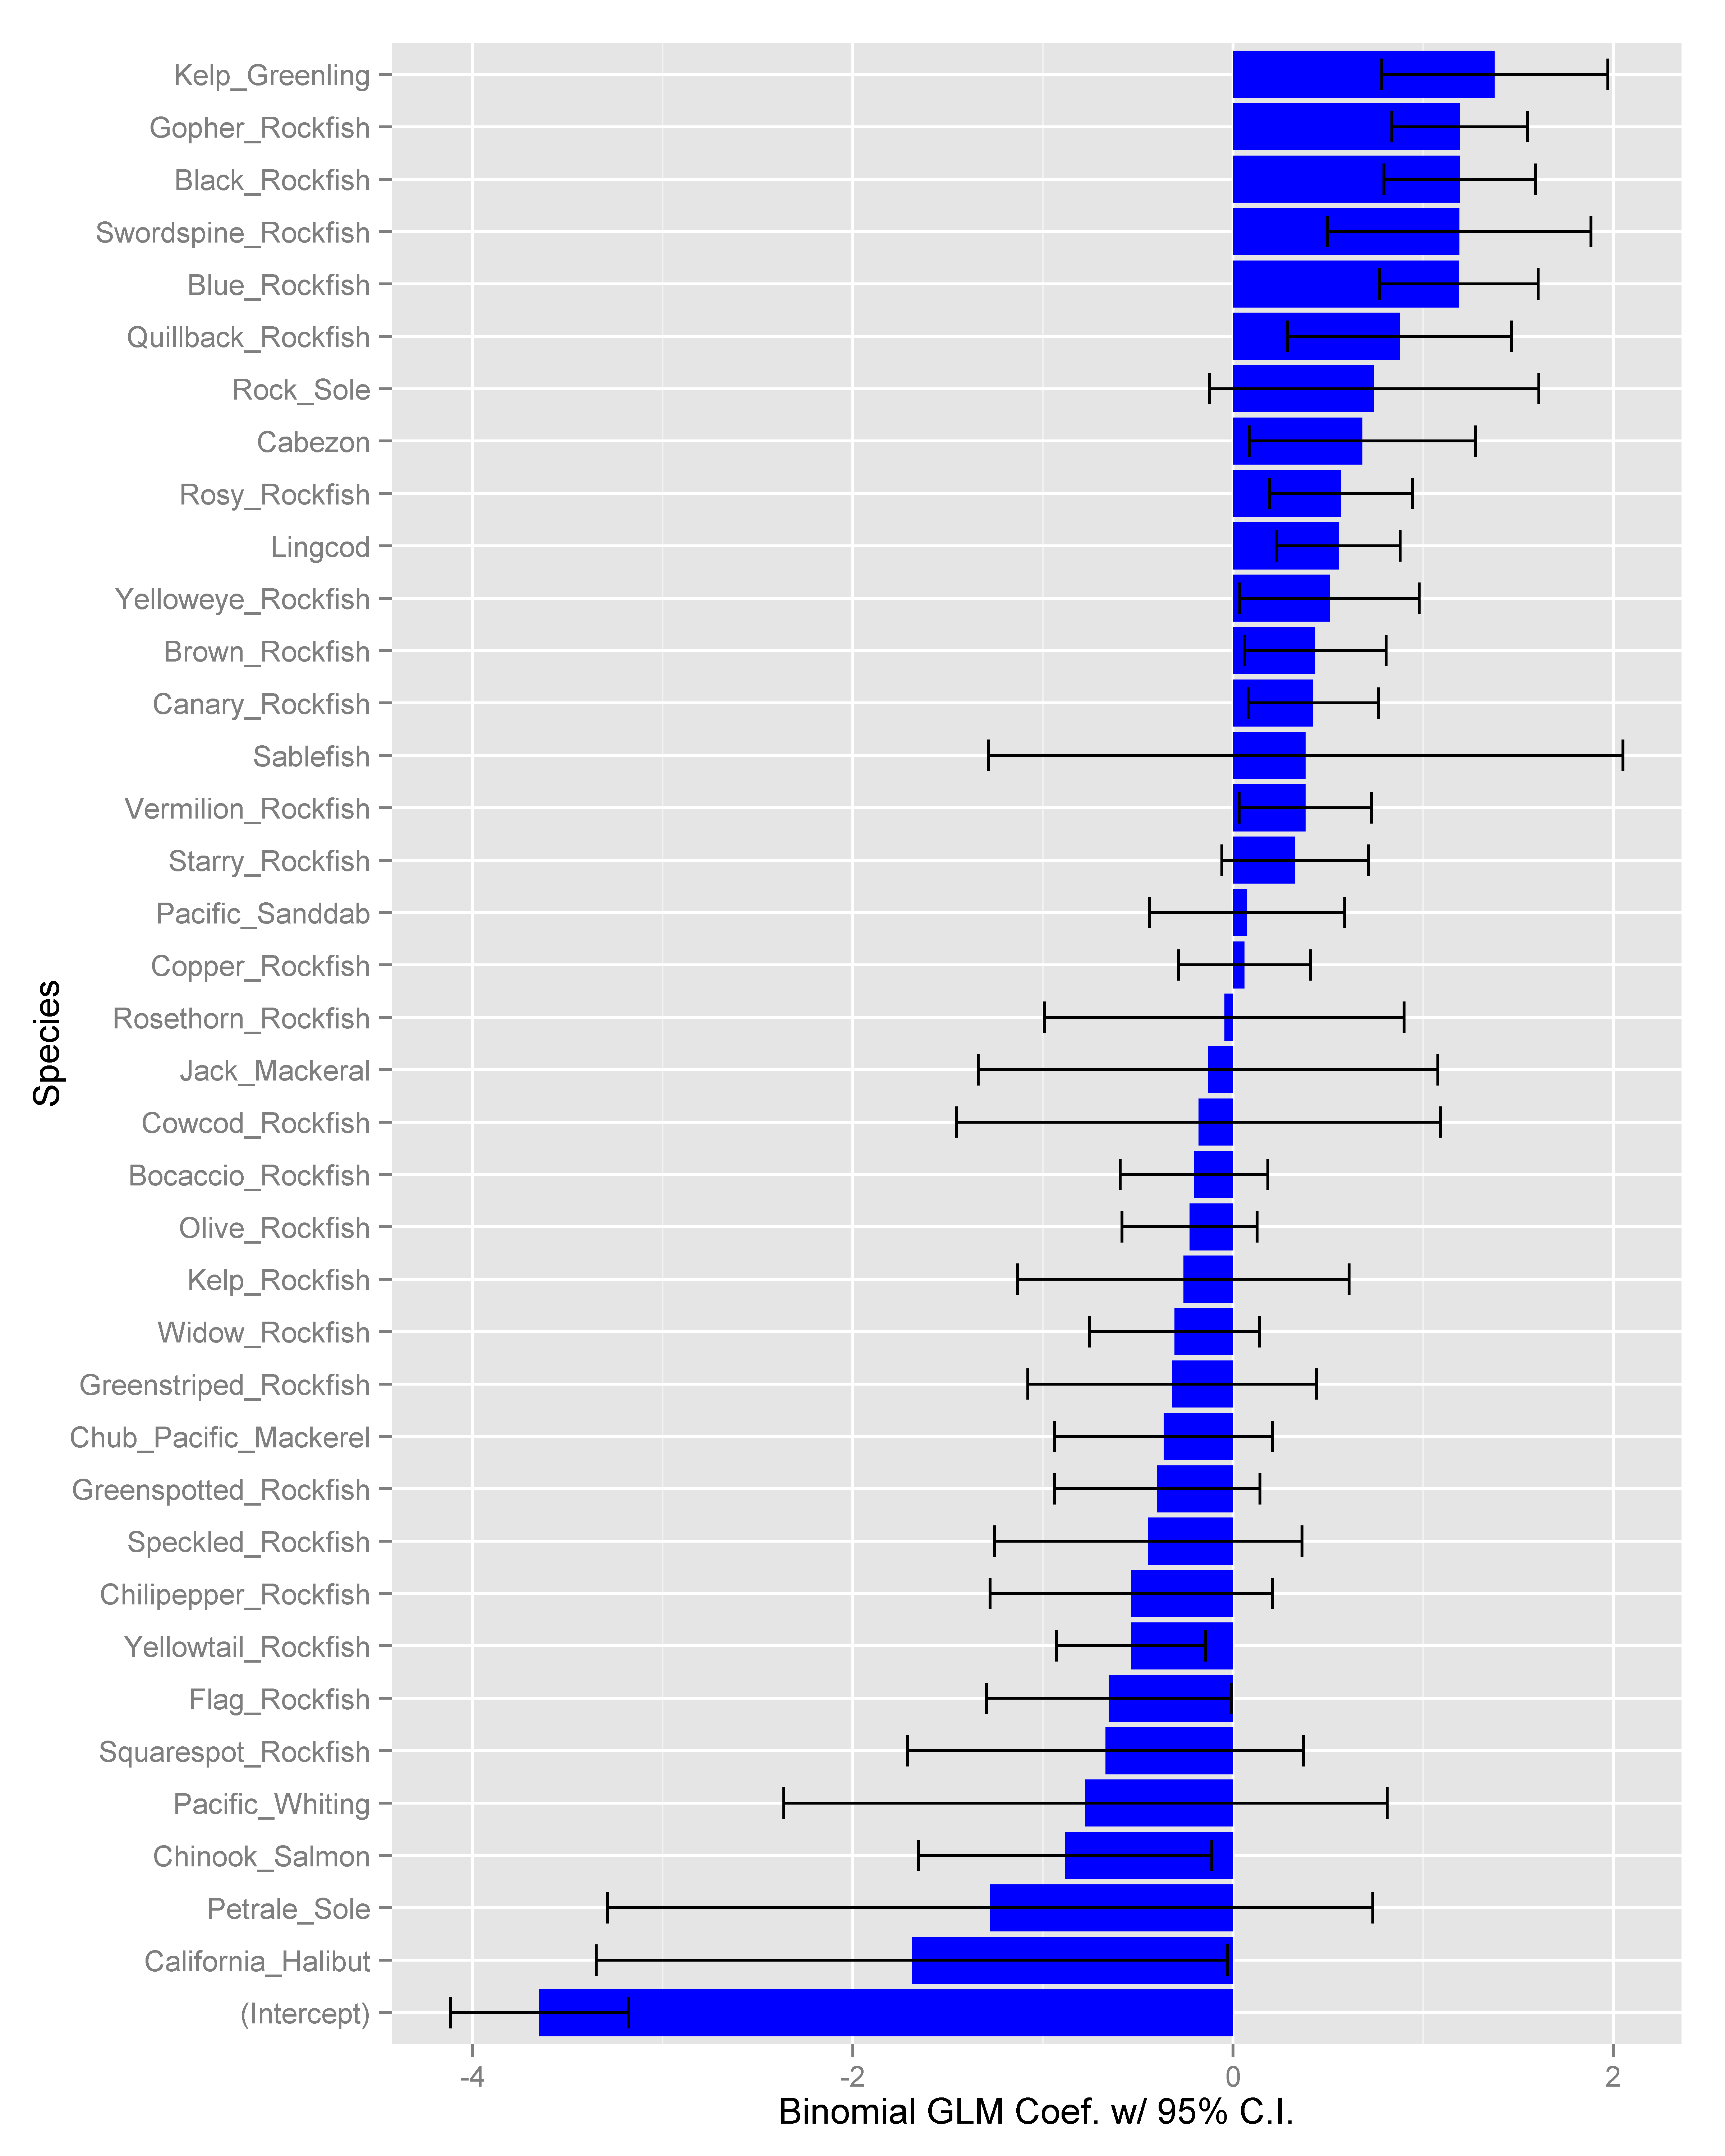 Kelp_Greenling
Gopher_Rockfish
Black_Rockfish
Swordspine_Rockfish
Blue_Rockfish
Quillback_Rockfish
Rock_Sole
Cabezon
Rosy_Rockfish
Lingcod
Yelloweye_Rockfish
Brown_Rockfish
Canary_Rockfish
Sablefish
Vermilion_Rockfish
Starry_Rockfish
Pacific_Sanddab
Copper_Rockfish
Rosethorn_Rockfish
Jack_Mackeral
Cowcod_Rockfish
Bocaccio_Rockfish
Olive_Rockfish
Kelp_Rockfish
Widow_Rockfish
Greenstriped_Rockfish
Chub_Pacific_Mackerel
Greenspotted_Rockfish
Speckled_Rockfish
Chilipepper_Rockfish
Yellowtail_Rockfish
Flag_Rockfish
Squarespot_Rockfish
Pacific_Whiting
Chinook_Salmon
Petrale_Sole
California_Halibut
(Intercept)
Species
-4 -2 0 2
Binomial GLM Coef. w/ 95% C.I.